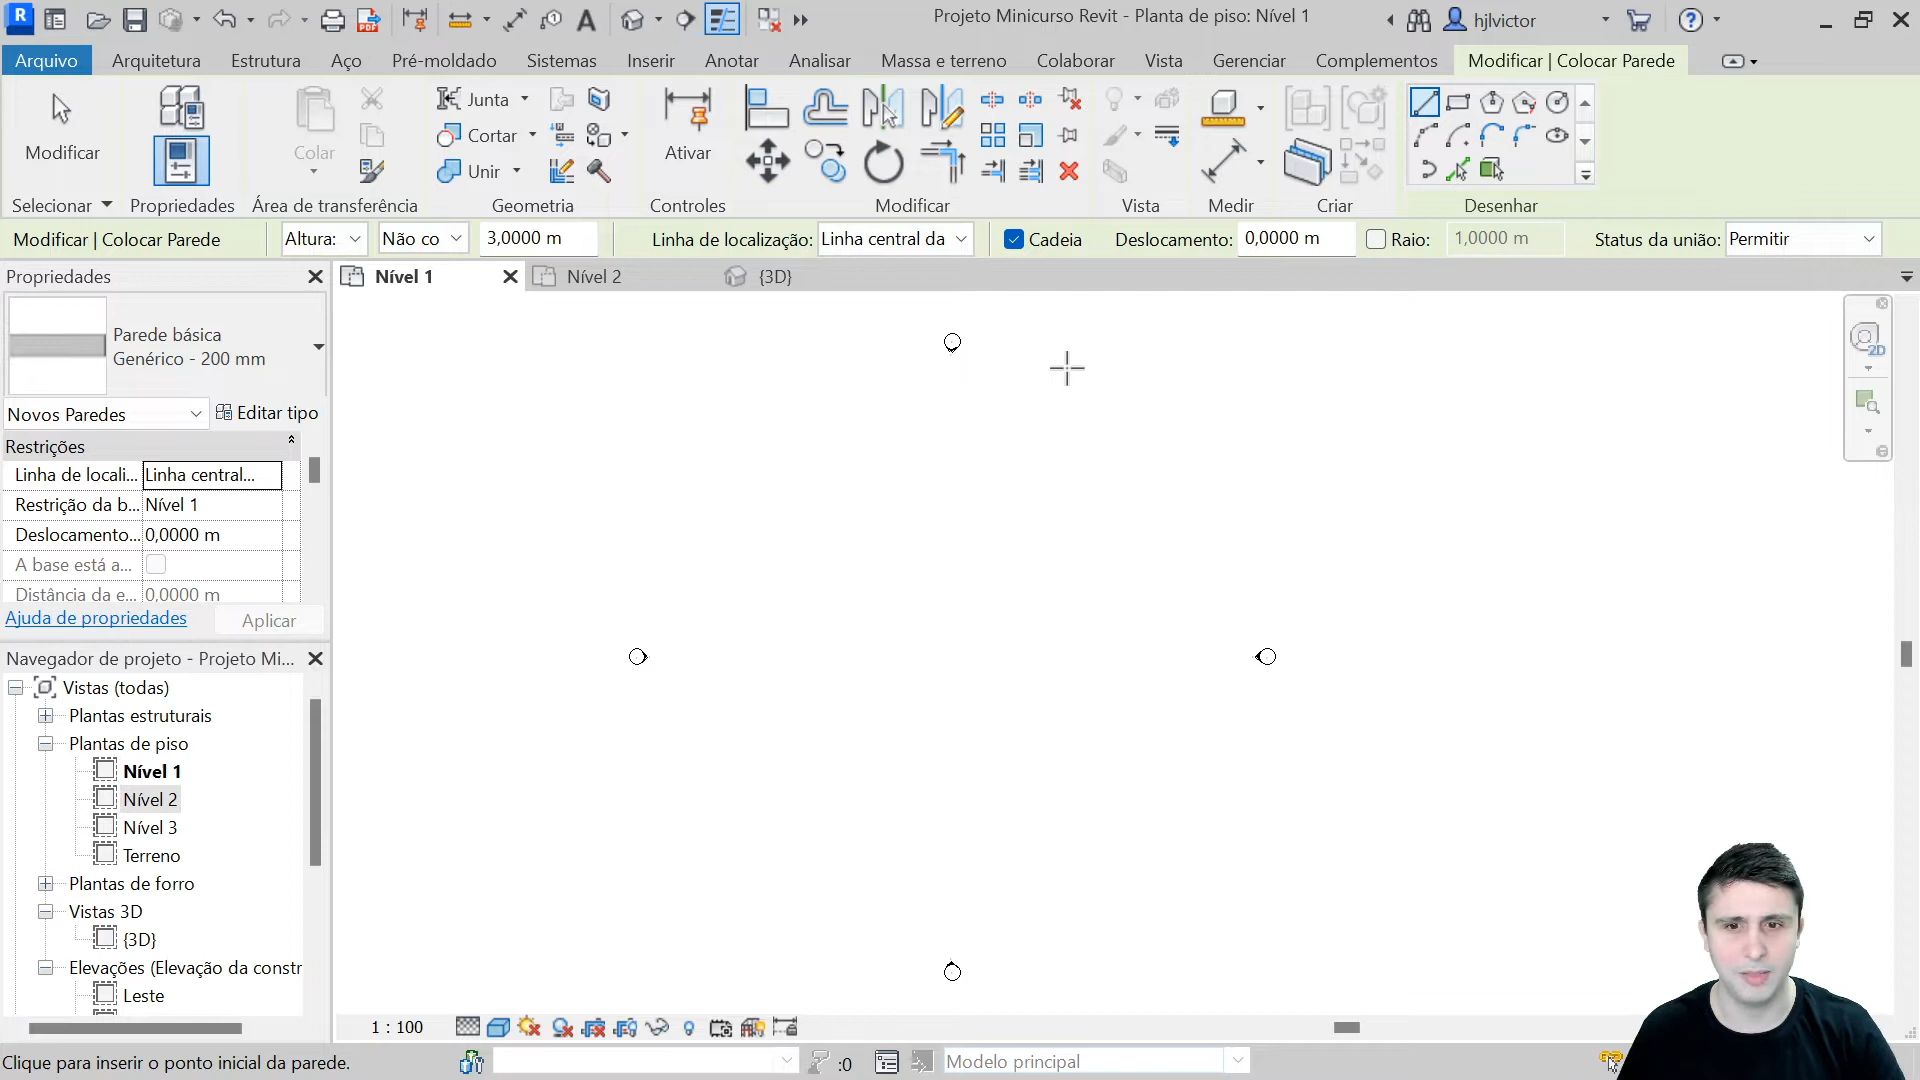 R
Projeto Minicurso Revit - Planta de piso: Nível 1
hjlvictor
Arquivo Arquitetura Estrutura Aço Pré-moldado Sistemas Inserir Anotar Analisar Massa e terreno Colaborar Vista Gerenciar Complementos Modificar | Colocar Parede
Modificar
Colar
Junta
Cortar
Unir
Ativar
Selecionar Propriedades Área de transferência Geometria Controles Modificar Vista Medir Criar Desenhar
Modificar | Colocar Parede Altura: Não co 3,0000 m Linha de localização: Linha central da Cadeia Deslocamento: 0,0000 m Raio: 1,0000 m Status da união: Permitir
Propriedades
Nível 1 Nível 2 {3D}
Parede básica
Genérico - 200 mm
2D
Novos Paredes Editar tipo
Restrições
Linha de locali... Linha central...
Restrição da b... Nível 1
Deslocamento... 0,0000 m
A base está a...
Distância da e... 0,0000 m
Ajuda de propriedades Aplicar
Navegador de projeto - Projeto Mi...
Vistas (todas)
Plantas estruturais
Plantas de piso
Nível 1
Nível 2
Nível 3
Terreno
Plantas de forro
Vistas 3D
{3D}
Elevações (Elevação da constr
Leste
1 : 100
Clique para inserir o ponto inicial da parede. :0 Modelo principal